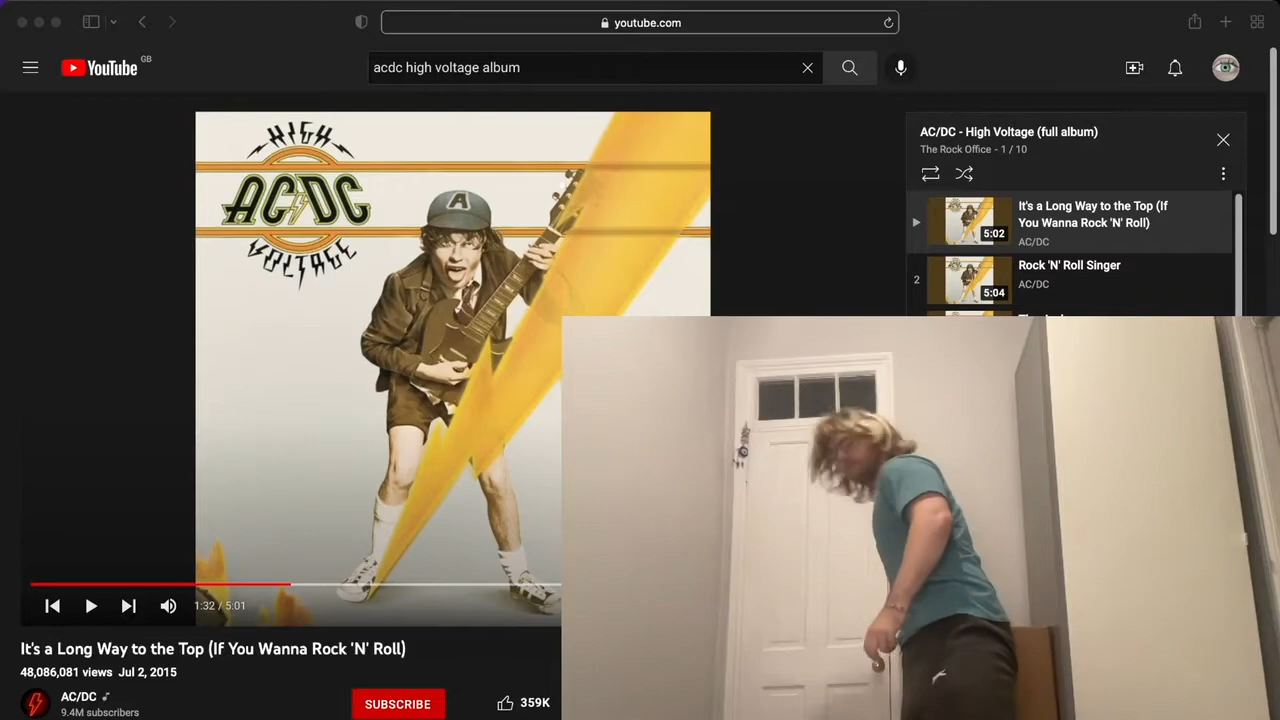 youtube.com
YouTube GB
acdc high voltage album
HIGH
AC/DC
VOLTAGE
A
AC/DC - High Voltage (full album)
The Rock Office - 1 / 10
It's a Long Way to the Top (If
You Wanna Rock 'N' Roll)
AC/DC
5:02
2
Rock 'N' Roll Singer
AC/DC
5:04
1:32 / 5:01
It's a Long Way to the Top (If You Wanna Rock 'N' Roll)
48,086,081 views Jul 2, 2015
AC/DC
9.4M subscribers
SUBSCRIBE
359K